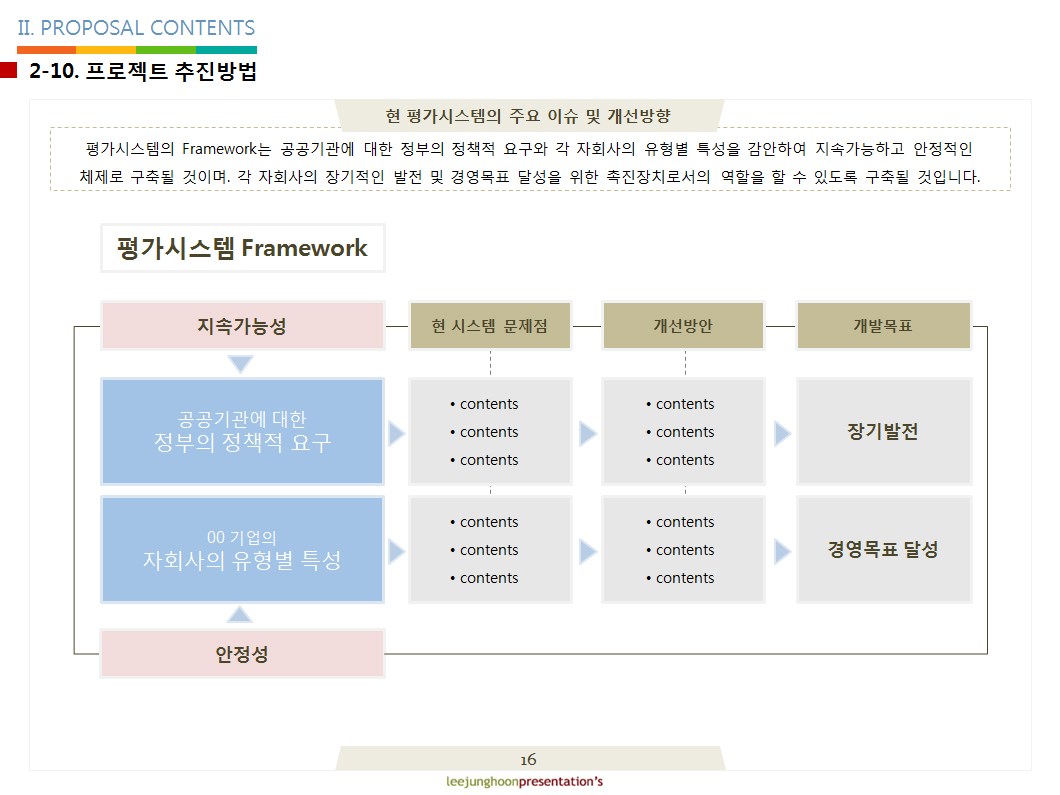 II. PROPOSAL CONTENTS
2-10. 프로젝트 추진방법
현 평가시스템의 주요 이슈 및 개선방향
평가시스템의 Framework는 공공기관에 대한 정부의 정책적 요구와 각 자회사의 유형별 특성을 감안하여 지속가능하고 안정적인
체제로 구축될 것이며. 각 자회사의 장기적인 발전 및 경영목표 달성을 위한 촉진장치로서의 역할을 할 수 있도록 구축될 것입니다.
평가시스템 Framework
지속가능성
현 시스템 문제점
개선방안
개발목표
공공기관에 대한
정부의 정책적 요구
• contents
• contents
• contents
• contents
• contents
• contents
장기발전
00 기업의
자회사의 유형별 특성
• contents
• contents
• contents
• contents
• contents
• contents
경영목표 달성
안정성
16
leejunghoonpresentation's